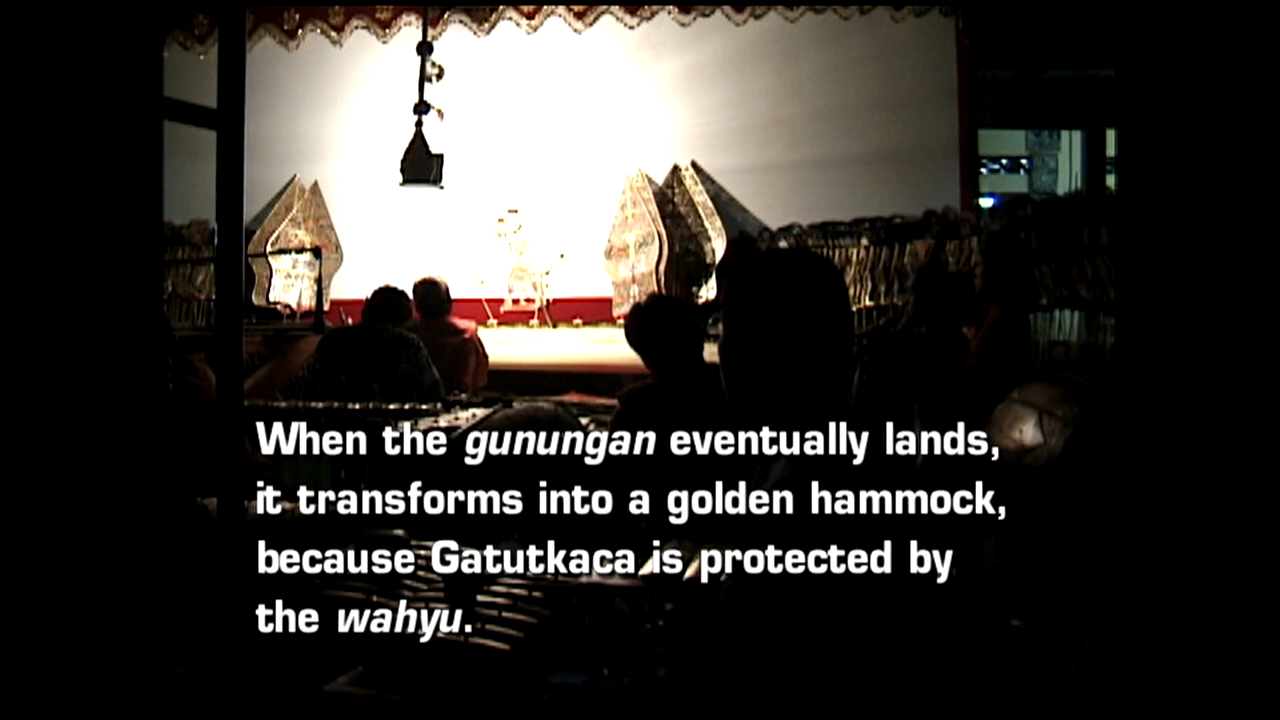 When the gunungan eventually lands,
it transforms into a golden hammock,
because Gatutkaca is protected by
the wahyu.